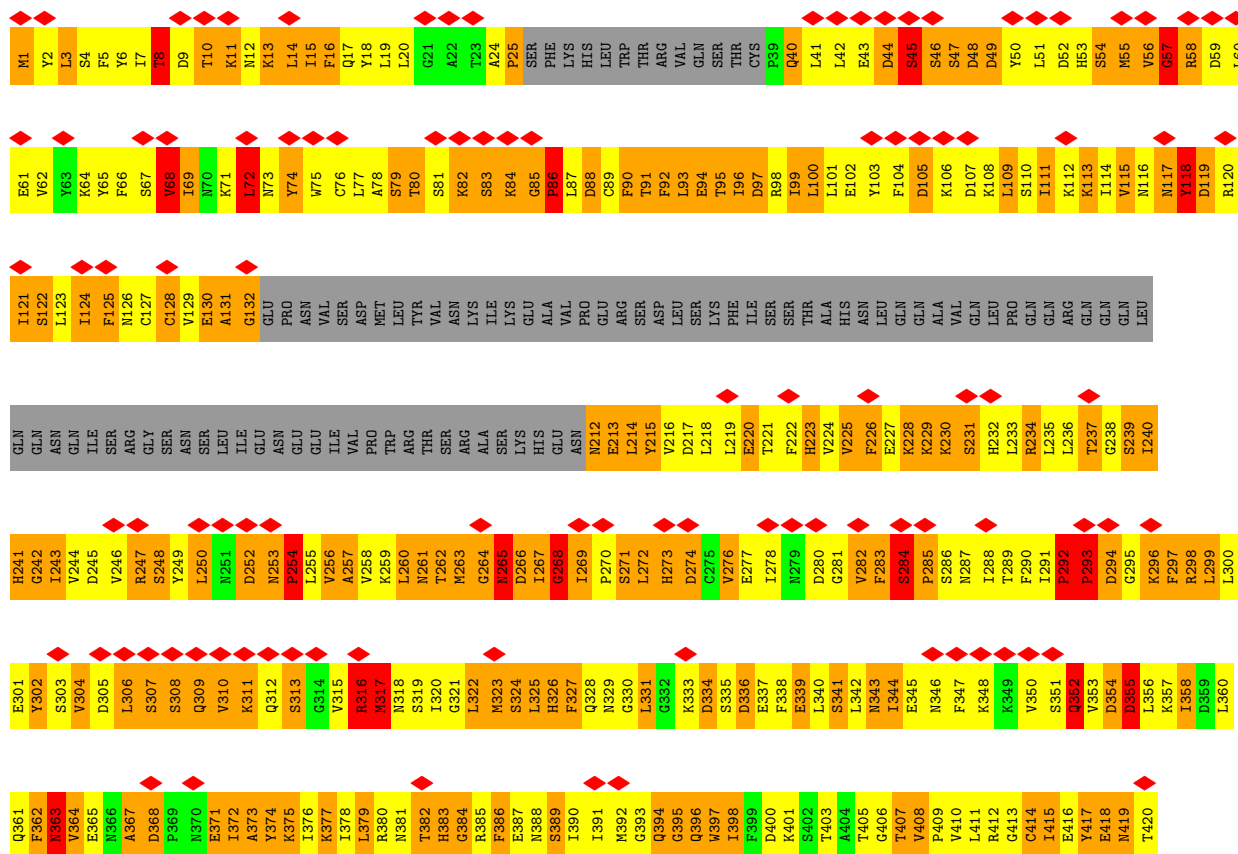 M1 Y2 L3 S4 F5 Y6 I7 T8 D9 T10 K11 N12 K13 L14 I15 F16 Q17 Y18 L19 L20 G21 A22 T23 A24 P25 SER PHE LYS HIS LEU TRP THR ARG VAL GLN SER THR CYS P39 Q40 L41 L42 E43 D44 S45 S46 S47 D48 D49 Y50 L51 D52 H53 S54 M55 V56 G57 R58 D59
E61 V62 Y63 K64 Y65 F66 S67 V68 I69 N70 K71 L72 N73 Y74 W75 C76 L77 A78 S79 T80 S81 K82 S83 K84 G85 P86 L87 D88 C89 F90 T91 F92 L93 E94 T95 I96 D97 R98 I99 L100 L101 E102 Y103 F104 D105 K106 D107 K108 L109 S110 I111 K112 K113 I114 V115 N116 N117 Y118 D119 R120
I121 S122 L123 I124 F125 N126 C127 C128 V129 E130 A131 G132 GLU PRO ASN VAL SER ASP MET LEU TYR VAL ASN LYS ILE LYS GLU ALA VAL PRO GLU ARG SER ASP LEU SER LYS PHE ILE SER SER THR ALA HIS ASN LEU GLN GLN ALA VAL GLN LEU PRO GLN GLN ARG GLN GLN GLN LEU
GLN GLN ASN GLN ILE SER ARG GLY SER ASN SER LEU ILE GLU ASN GLU GLU ILE VAL PRO TRP ARG THR SER ARG ALA SER LYS HIS GLU ASN N212 E213 L214 Y215 V216 D217 L218 L219 E220 T221 F222 H223 V224 V225 F226 E227 K228 K229 K230 S231 H232 L233 R234 L235 L236 T237 G238 S239 I240
H241 G242 I243 V244 D245 V246 R247 S248 Y249 L250 N251 D252 N253 P254 L255 V256 A257 V258 K259 L260 N261 T262 M263 G264 N265 D266 I267 G268 I269 P270 S271 L272 H273 D274 C275 V276 E277 I278 N279 D280 G281 V282 F283 S284 P285 S286 N287 I288 T289 F290 I291 P292 P293 D294 G295 K296 F297 R298 L299 L300
E301 Y302 S303 V304 D305 L306 S307 S308 Q309 V310 K311 Q312 S313 G314 V315 R316 M317 N318 S319 I320 G321 L322 M323 S324 L325 H326 F327 Q328 N329 G330 L331 G332 K333 D334 S335 D336 E337 F338 E339 L340 S341 L342 N343 I344 E345 N346 F347 K348 K349 V350 S351 Q352 V353 D354 D355 L356 K357 I358 D359 L360
Q361 F362 N363 V364 E365 N366 A367 D368 P369 N370 E371 I372 A373 Y374 K375 I376 K377 I378 L379 R380 N381 T382 H383 G384 R385 F386 E387 N388 S389 I390 I391 M392 G393 Q394 G395 Q396 W397 I398 F399 D400 K401 S402 T403 A404 T405 G406 T407 V408 P409 V410 L411 R412 G413 C414 I415 E416 Y417 E418 N419 T420